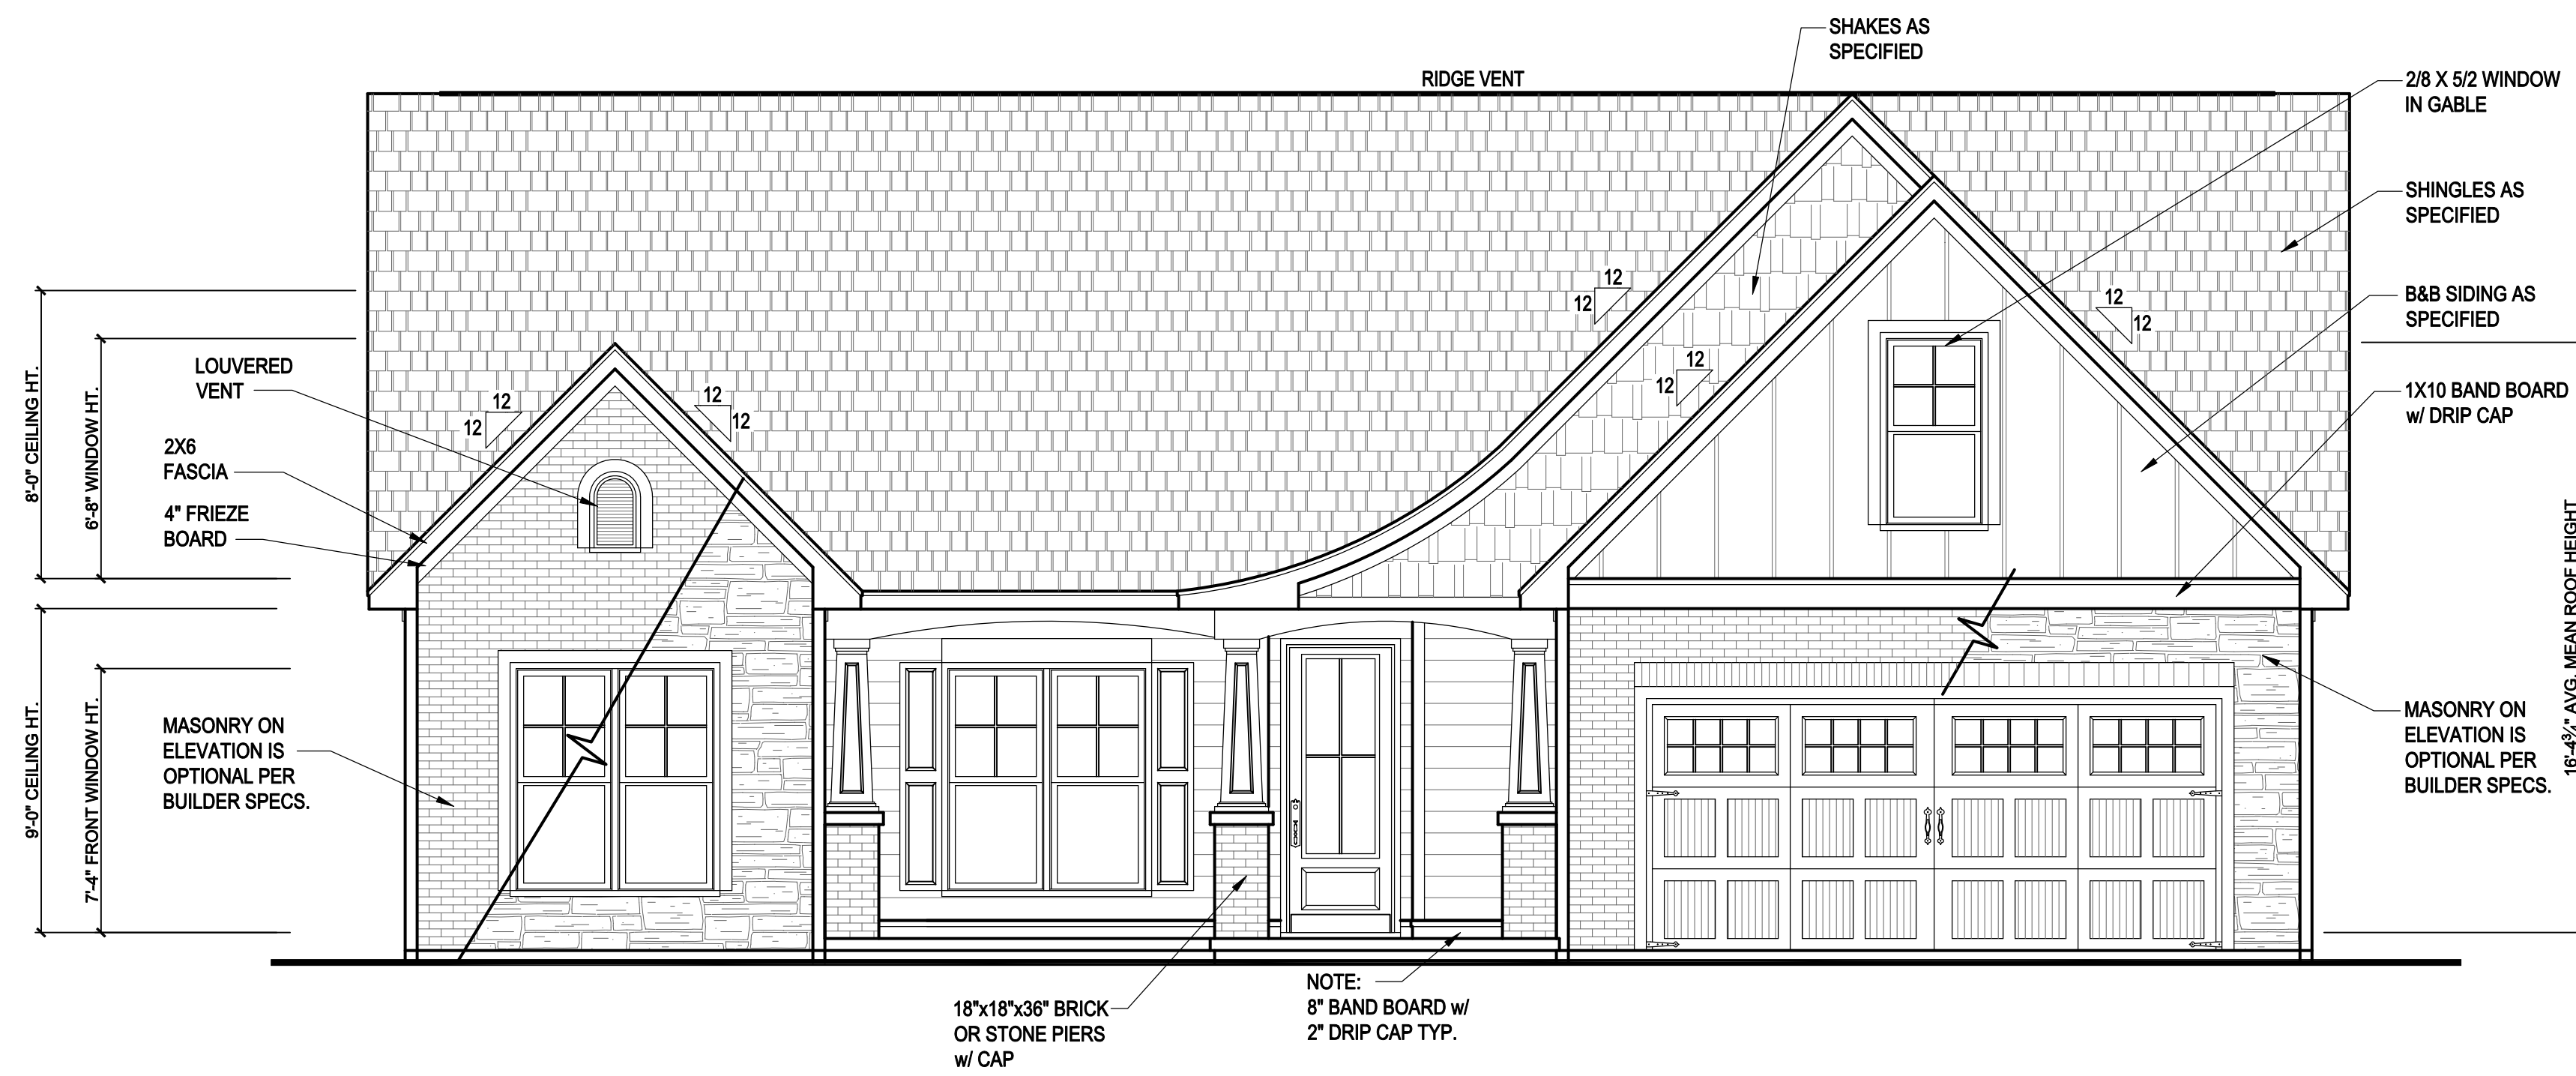 SHAKES AS
SPECIFIED
RIDGE VENT
2/8 X 5/2 WINDOW
IN GABLE
SHINGLES AS
SPECIFIED
12
12
B&B SIDING AS
SPECIFIED
12
12
12
12
1X10 BAND BOARD
w/ DRIP CAP
LOUVERED
VENT
12
12
12
12
2X6
FASCIA
4" FRIEZE
BOARD
8'-0" CEILING HT.
6'-8" WINDOW HT.
16'-4¾" AVG. MEAN ROOF HEIGHT
9'-0" CEILING HT.
7'-4" FRONT WINDOW HT.
MASONRY ON
ELEVATION IS
OPTIONAL PER
BUILDER SPECS.
MASONRY ON
ELEVATION IS
OPTIONAL PER
BUILDER SPECS.
18"x18"x36" BRICK
OR STONE PIERS
w/ CAP
NOTE:
8" BAND BOARD w/
2" DRIP CAP TYP.